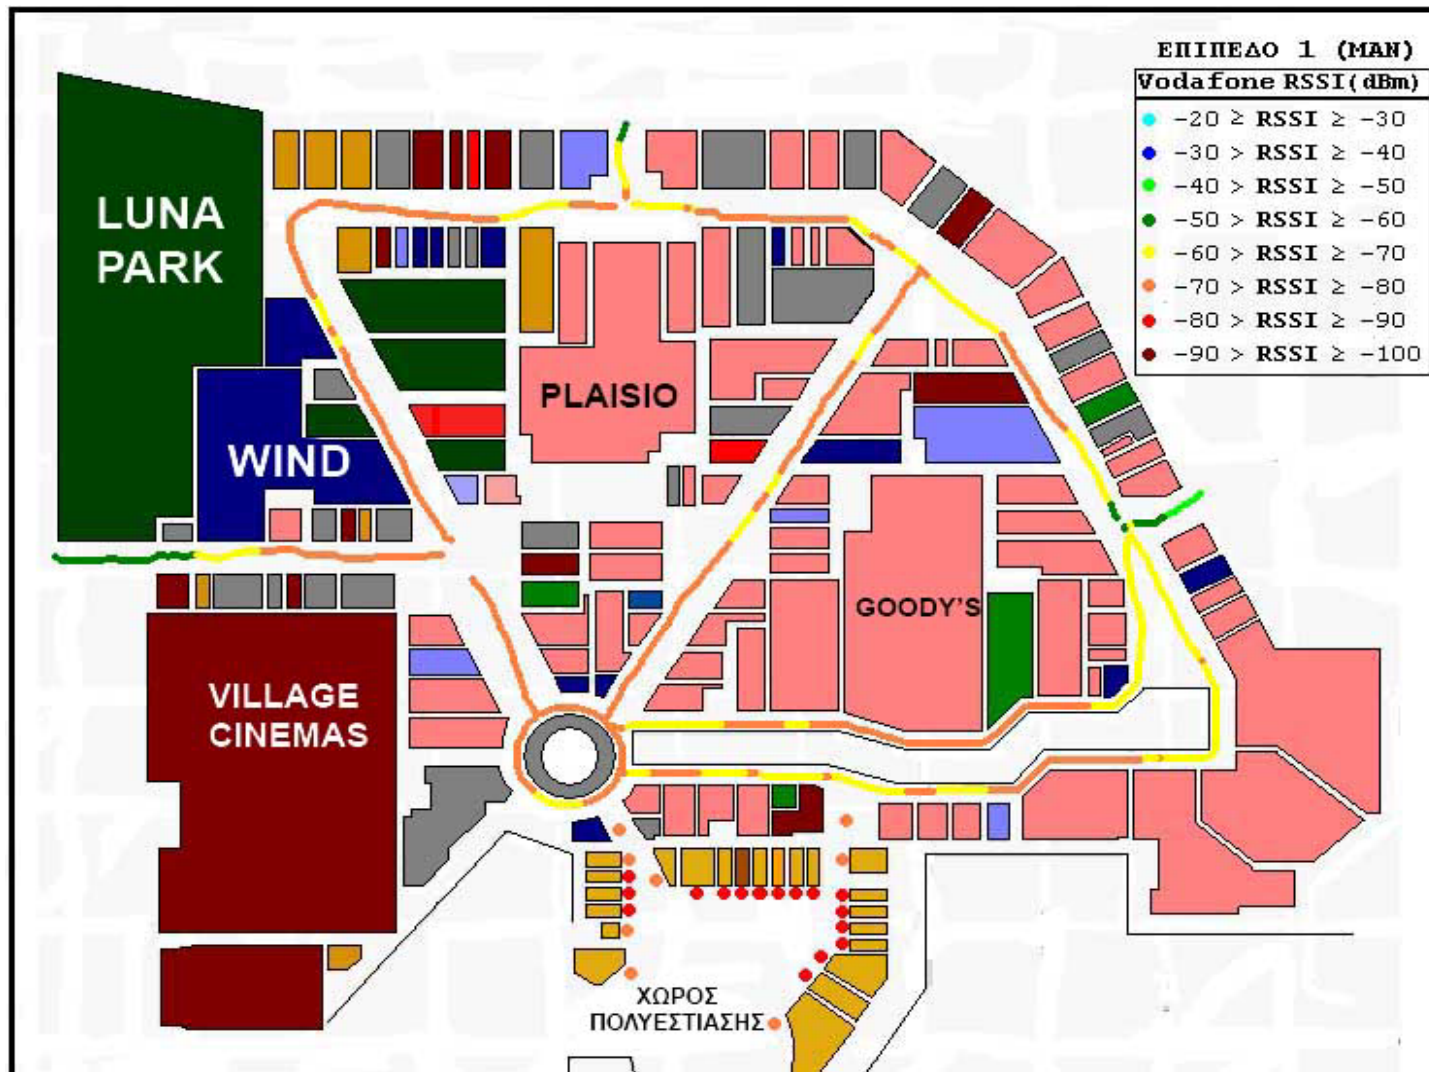 ΕΠΙΠΕΔΟ 1 (MAN)
Vodafone RSSI(dBm)
-20 ≥ RSSI ≥ -30
-30 > RSSI ≥ -40
-40 > RSSI ≥ -50
-50 > RSSI ≥ -60
-60 > RSSI ≥ -70
-70 > RSSI ≥ -80
-80 > RSSI ≥ -90
-90 > RSSI ≥ -100
LUNA
PARK
PLAISIO
WIND
GOODY'S
VILLAGE
CINEMAS
ΧΩΡΟΣ
ΠΟΛΥΕΣΤΙΑΣΗΣ